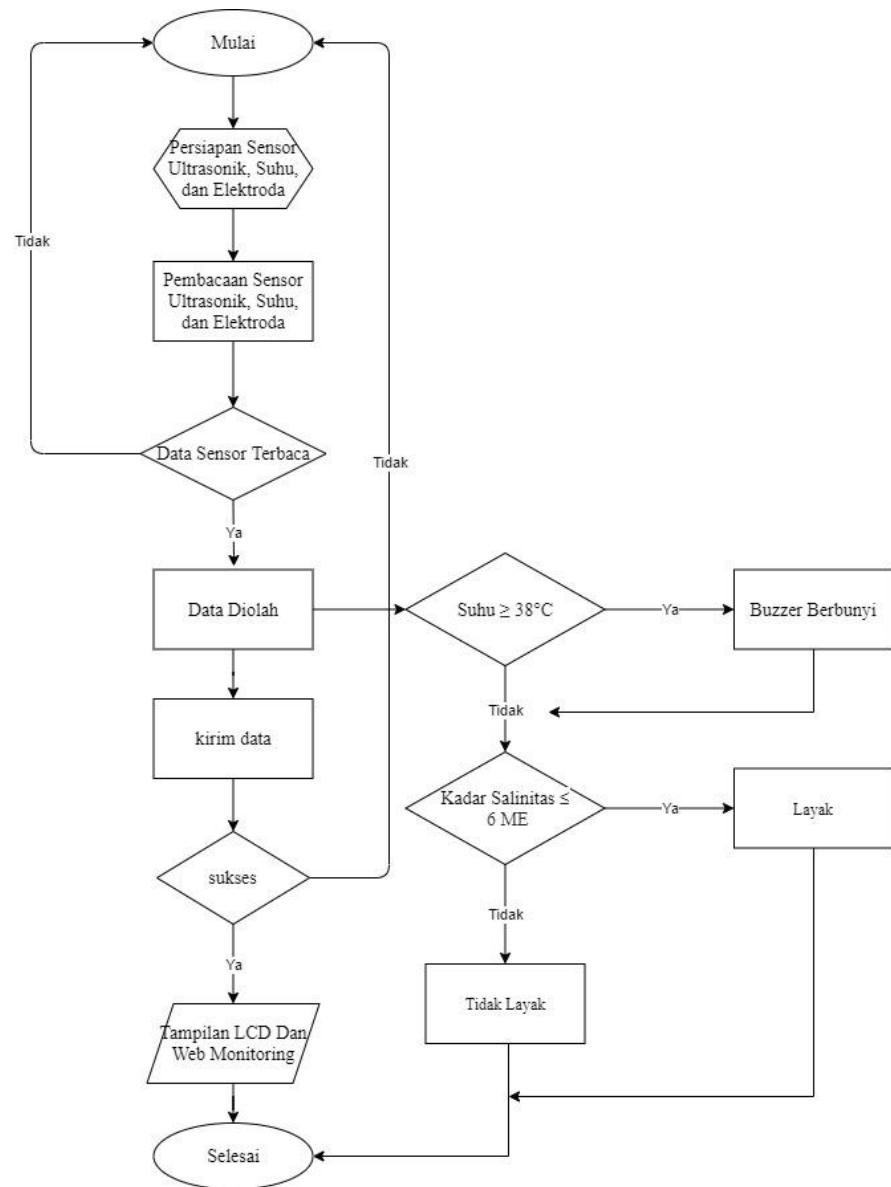 Mulai
Persiapan Sensor
Ultrasonik, Suhu,
dan Elektroda
Tidak
Pembacaan Sensor
Ultrasonik, Suhu,
dan Elektroda
Data Sensor Terbaca
Tidak
Ya
Data Diolah
Suhu ≥ 38°C
Ya
Buzzer Berbunyi
Tidak
kirim data
Kadar Salinitas ≤
6 ME
Ya
Layak
sukses
Tidak
Ya
Tidak Layak
Tampilan LCD Dan
Web Monitoring
Selesai